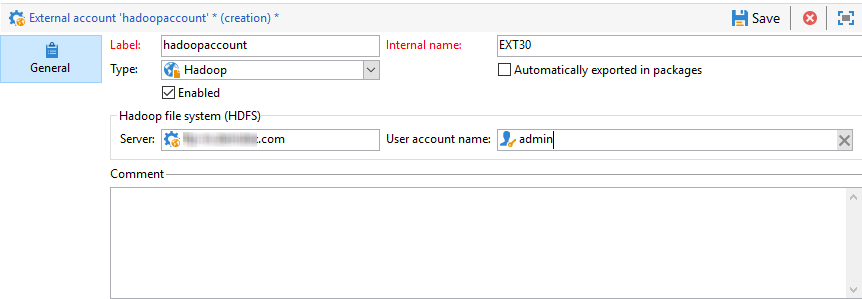 External account 'hadoopaccount' * (creation) *
Save
General
Label: hadoopaccount Internal name: EXT30
Type: Hadoop Automatically exported in packages
Enabled
Hadoop file system (HDFS)
Server: .com User account name: admin
Comment